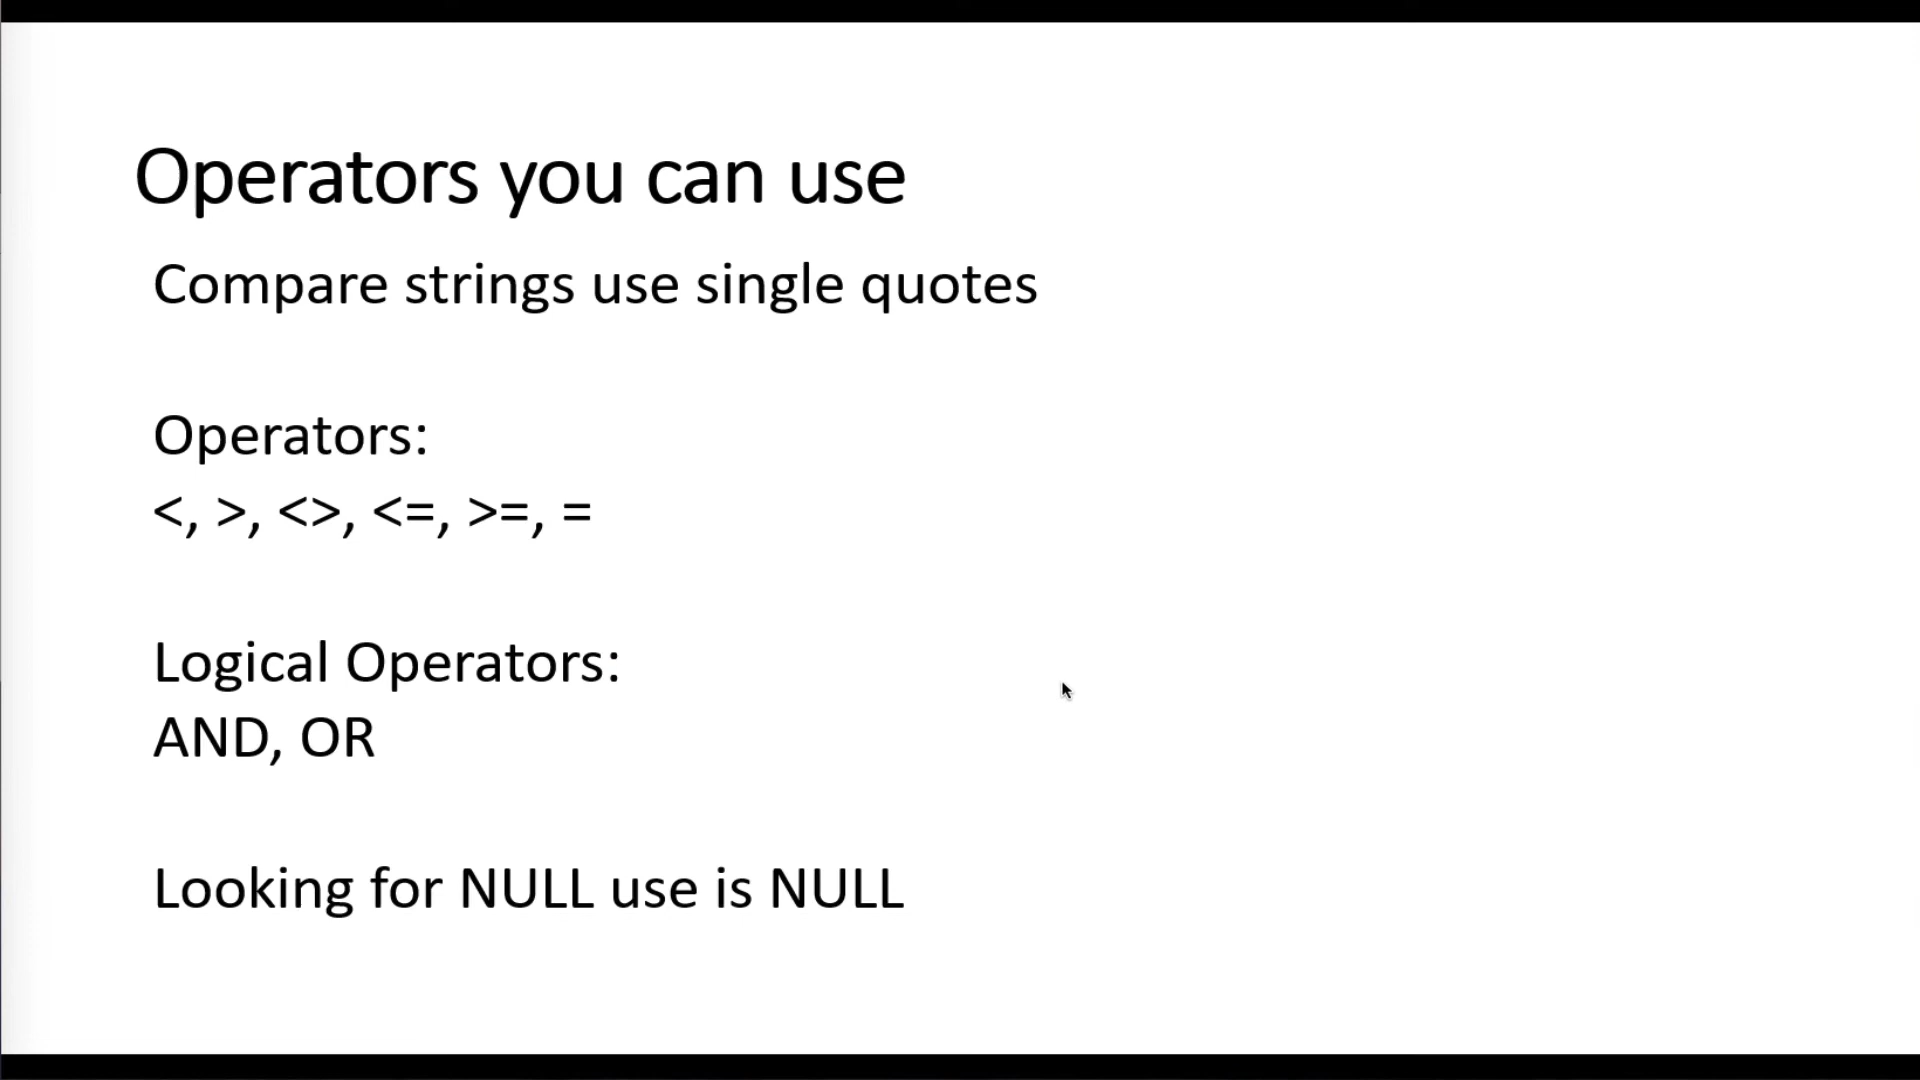 Operators you can use
Compare strings use single quotes
Operators:
<, >, <>, <=, >=, =
Logical Operators:
AND, OR
Looking for NULL use is NULL